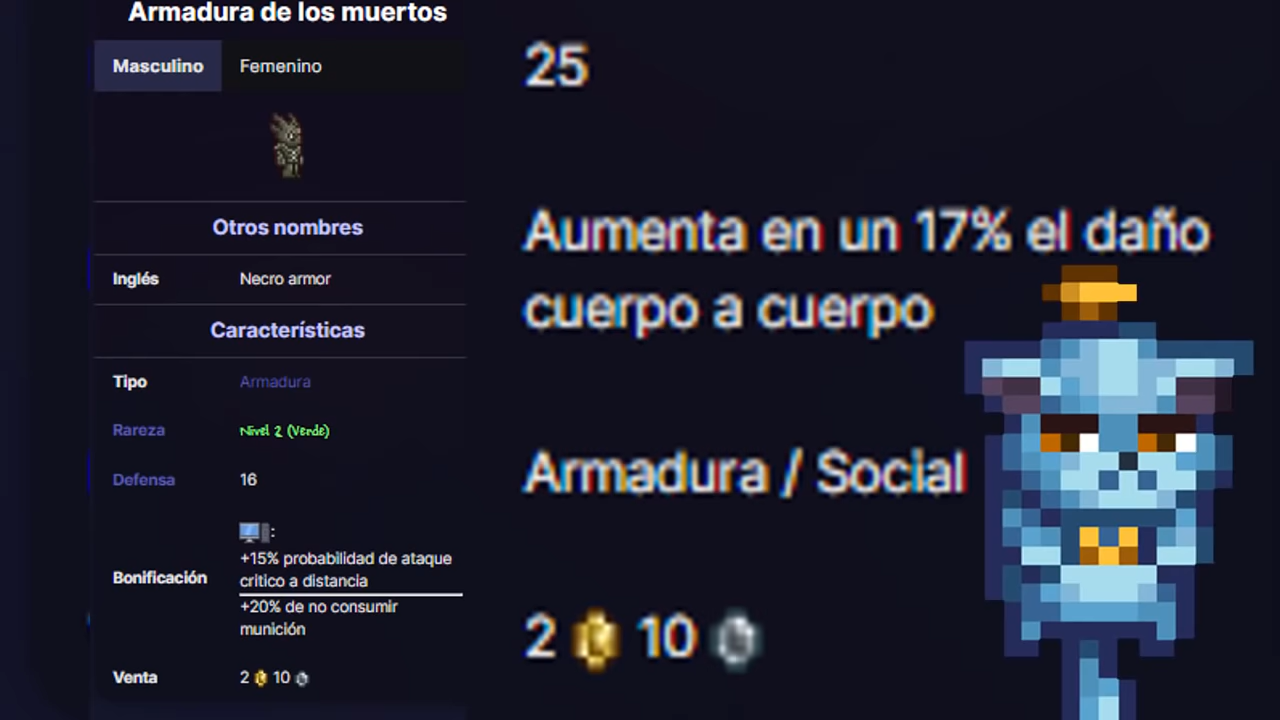 Armadura de los muertos
Masculino Femenino
Otros nombres
Inglés Necro armor
Características
Tipo Armadura
Rareza Nivel 2 (Verde)
Defensa 16
:
Bonificación
+15% probabilidad de ataque
critico a distancia
+20% de no consumir
munición
Venta 2 10
25
Aumenta en un 17% el daño
cuerpo a cuerpo
Armadura / Social
2 10